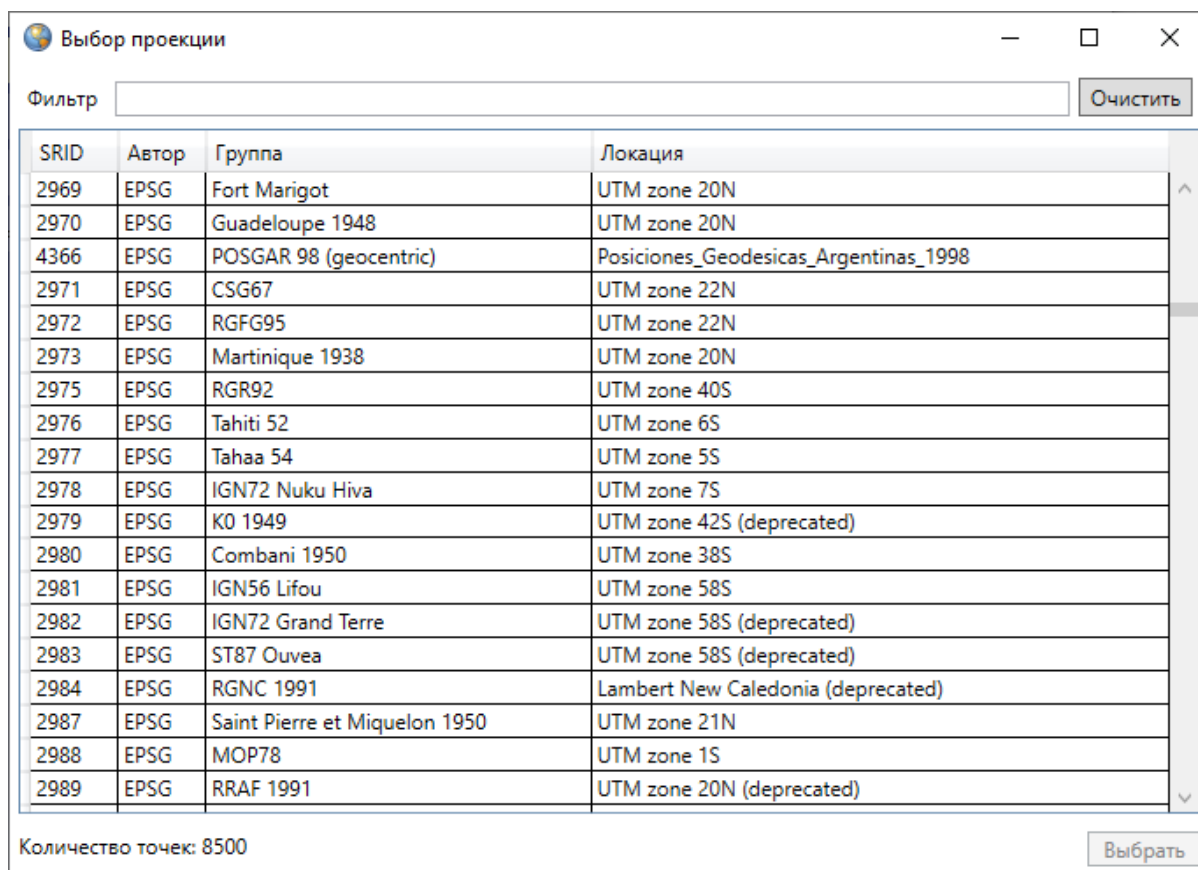 Выбор проекции
Фильтр Очистить
SRID Автор Группа Локация
2969 EPSG Fort Marigot UTM zone 20N
2970 EPSG Guadeloupe 1948 UTM zone 20N
4366 EPSG POSGAR 98 (geocentric) Posiciones_Geodesicas_Argentinas_1998
2971 EPSG CSG67 UTM zone 22N
2972 EPSG RGFG95 UTM zone 22N
2973 EPSG Martinique 1938 UTM zone 20N
2975 EPSG RGR92 UTM zone 40S
2976 EPSG Tahiti 52 UTM zone 6S
2977 EPSG Tahaa 54 UTM zone 5S
2978 EPSG IGN72 Nuku Hiva UTM zone 7S
2979 EPSG K0 1949 UTM zone 42S (deprecated)
2980 EPSG Combani 1950 UTM zone 38S
2981 EPSG IGN56 Lifou UTM zone 58S
2982 EPSG IGN72 Grand Terre UTM zone 58S (deprecated)
2983 EPSG ST87 Ouvea UTM zone 58S (deprecated)
2984 EPSG RGNC 1991 Lambert New Caledonia (deprecated)
2987 EPSG Saint Pierre et Miquelon 1950 UTM zone 21N
2988 EPSG MOP78 UTM zone 1S
2989 EPSG RRAF 1991 UTM zone 20N (deprecated)
Количество точек: 8500 Выбрать